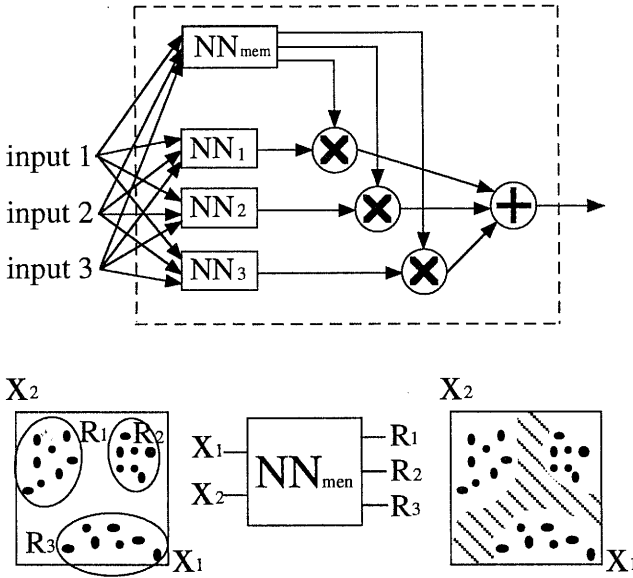 NNmem
input 1
NN1
input 2
NN2
input 3
NN3
X2
R1
R2
R3
X1
X1
X2
NNmen
R1
R2
R3
X2
X1